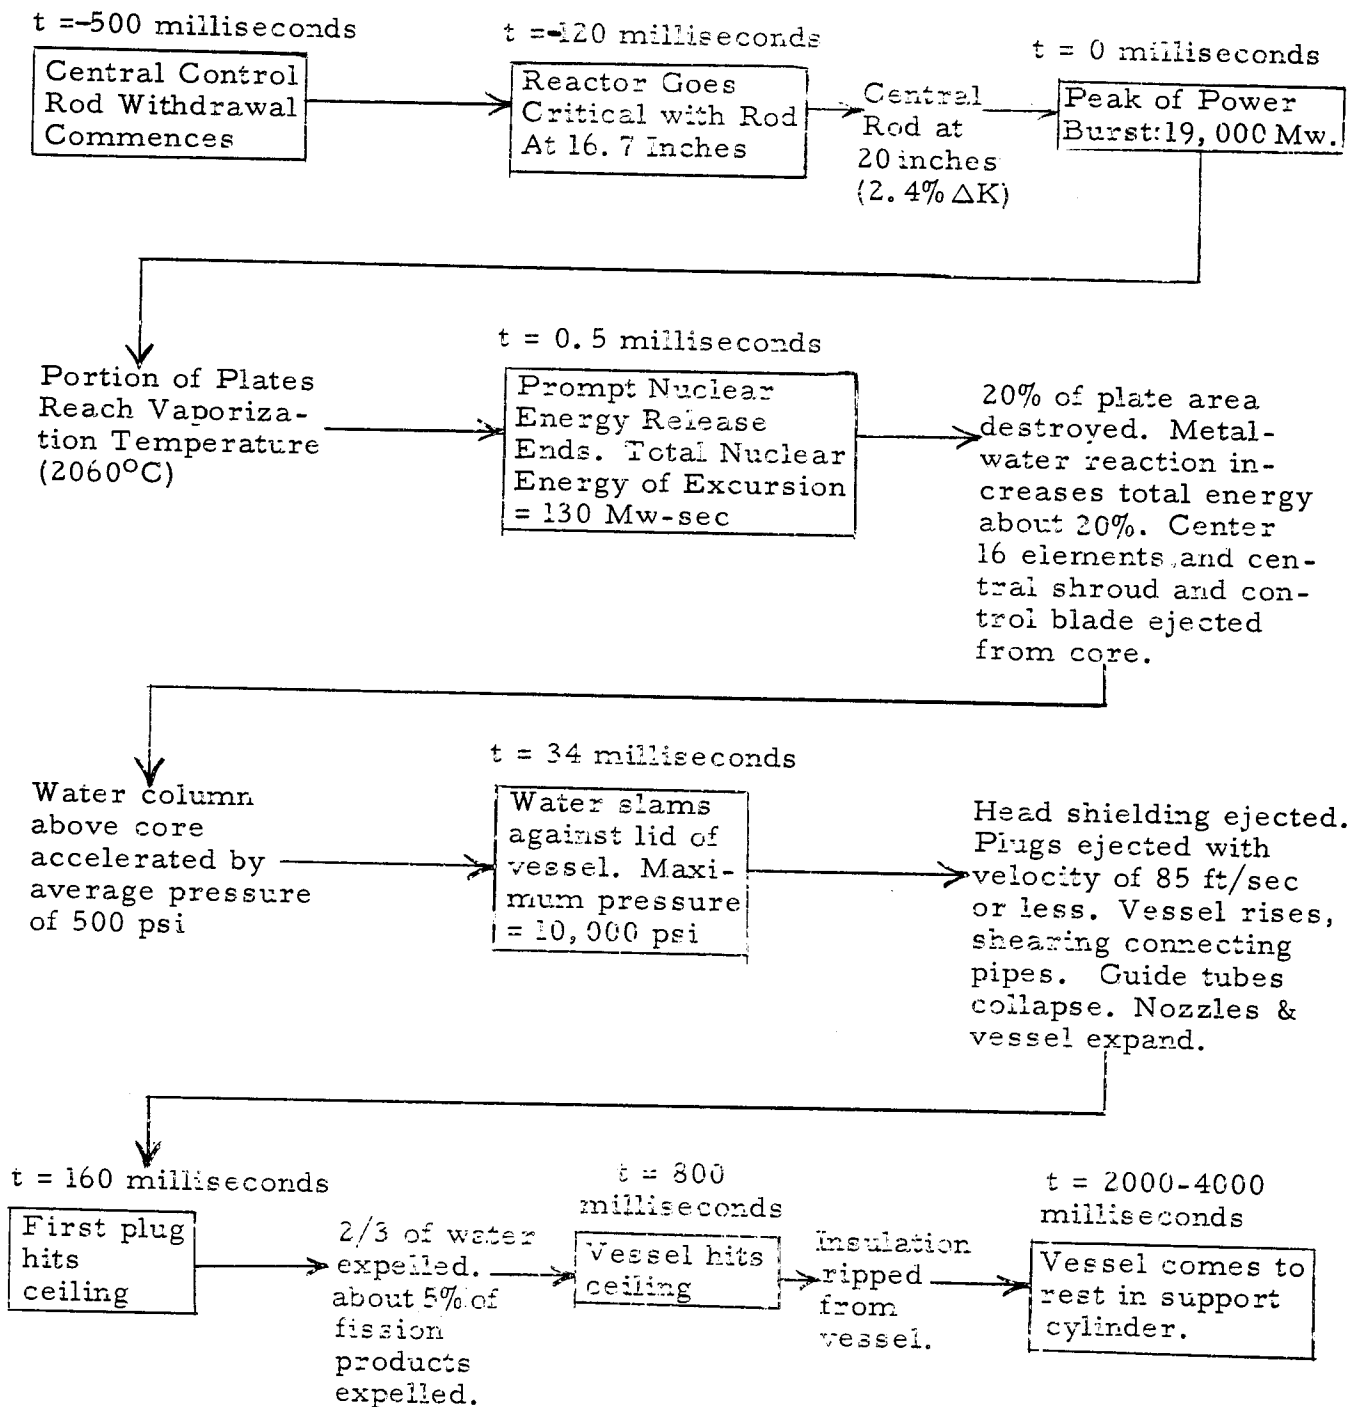 t =-500 milliseconds
Central Control
Rod Withdrawal
Commences
t =-120 milliseconds
Reactor Goes
Critical with Rod
At 16.7 Inches
Central
Rod at
20 inches
(2.4% ΔK)
t = 0 milliseconds
Peak of Power
Burst:19,000 Mw.
Portion of Plates
Reach Vaporiza-
tion Temperature
(2060°C)
t = 0.5 milliseconds
Prompt Nuclear
Energy Release
Ends. Total Nuclear
Energy of Excursion
= 130 Mw-sec
20% of plate area
destroyed. Metal-
water reaction in-
creases total energy
about 20%. Center
16 elements and cen-
tral shroud and con-
trol blade ejected
from core.
Water column
above core
accelerated by
average pressure
of 500 psi
t = 34 milliseconds
Water slams
against lid of
vessel. Maxi-
mum pressure
= 10,000 psi
Head shielding ejected.
Plugs ejected with
velocity of 85 ft/sec
or less. Vessel rises,
shearing connecting
pipes. Guide tubes
collapse. Nozzles &
vessel expand.
t = 160 milliseconds
First plug
hits
ceiling
2/3 of water
expelled.
about 5% of
fission
products
expelled.
t = 800
milliseconds
Vessel hits
ceiling
Insulation
ripped
from
vessel.
t = 2000-4000
milliseconds
Vessel comes to
rest in support
cylinder.